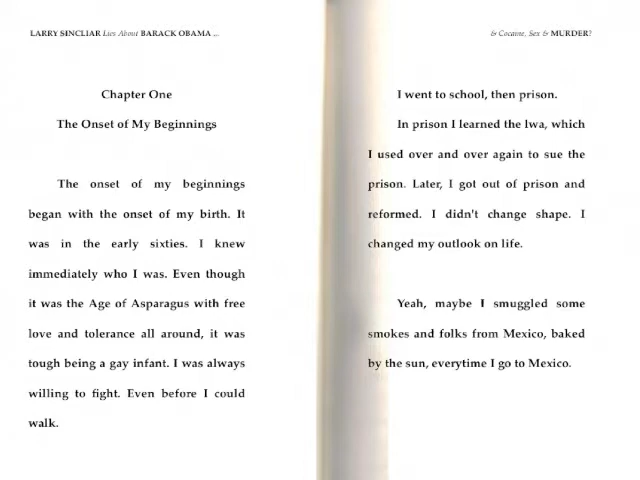 LARRY SINCLIAR Lies About BARACK OBAMA ...
Chapter One
The Onset of My Beginnings
The onset of my beginnings
began with the onset of my birth. It
was in the early sixties. I knew
immediately who I was. Even though
it was the Age of Asparagus with free
love and tolerance all around, it was
tough being a gay infant. I was always
willing to fight. Even before I could
walk.
& Cocaine, Sex & MURDER?
I went to school, then prison.
In prison I learned the lwa, which
I used over and over again to sue the
prison. Later, I got out of prison and
reformed. I didn't change shape. I
changed my outlook on life.
Yeah, maybe I smuggled some
smokes and folks from Mexico, baked
by the sun, everytime I go to Mexico.